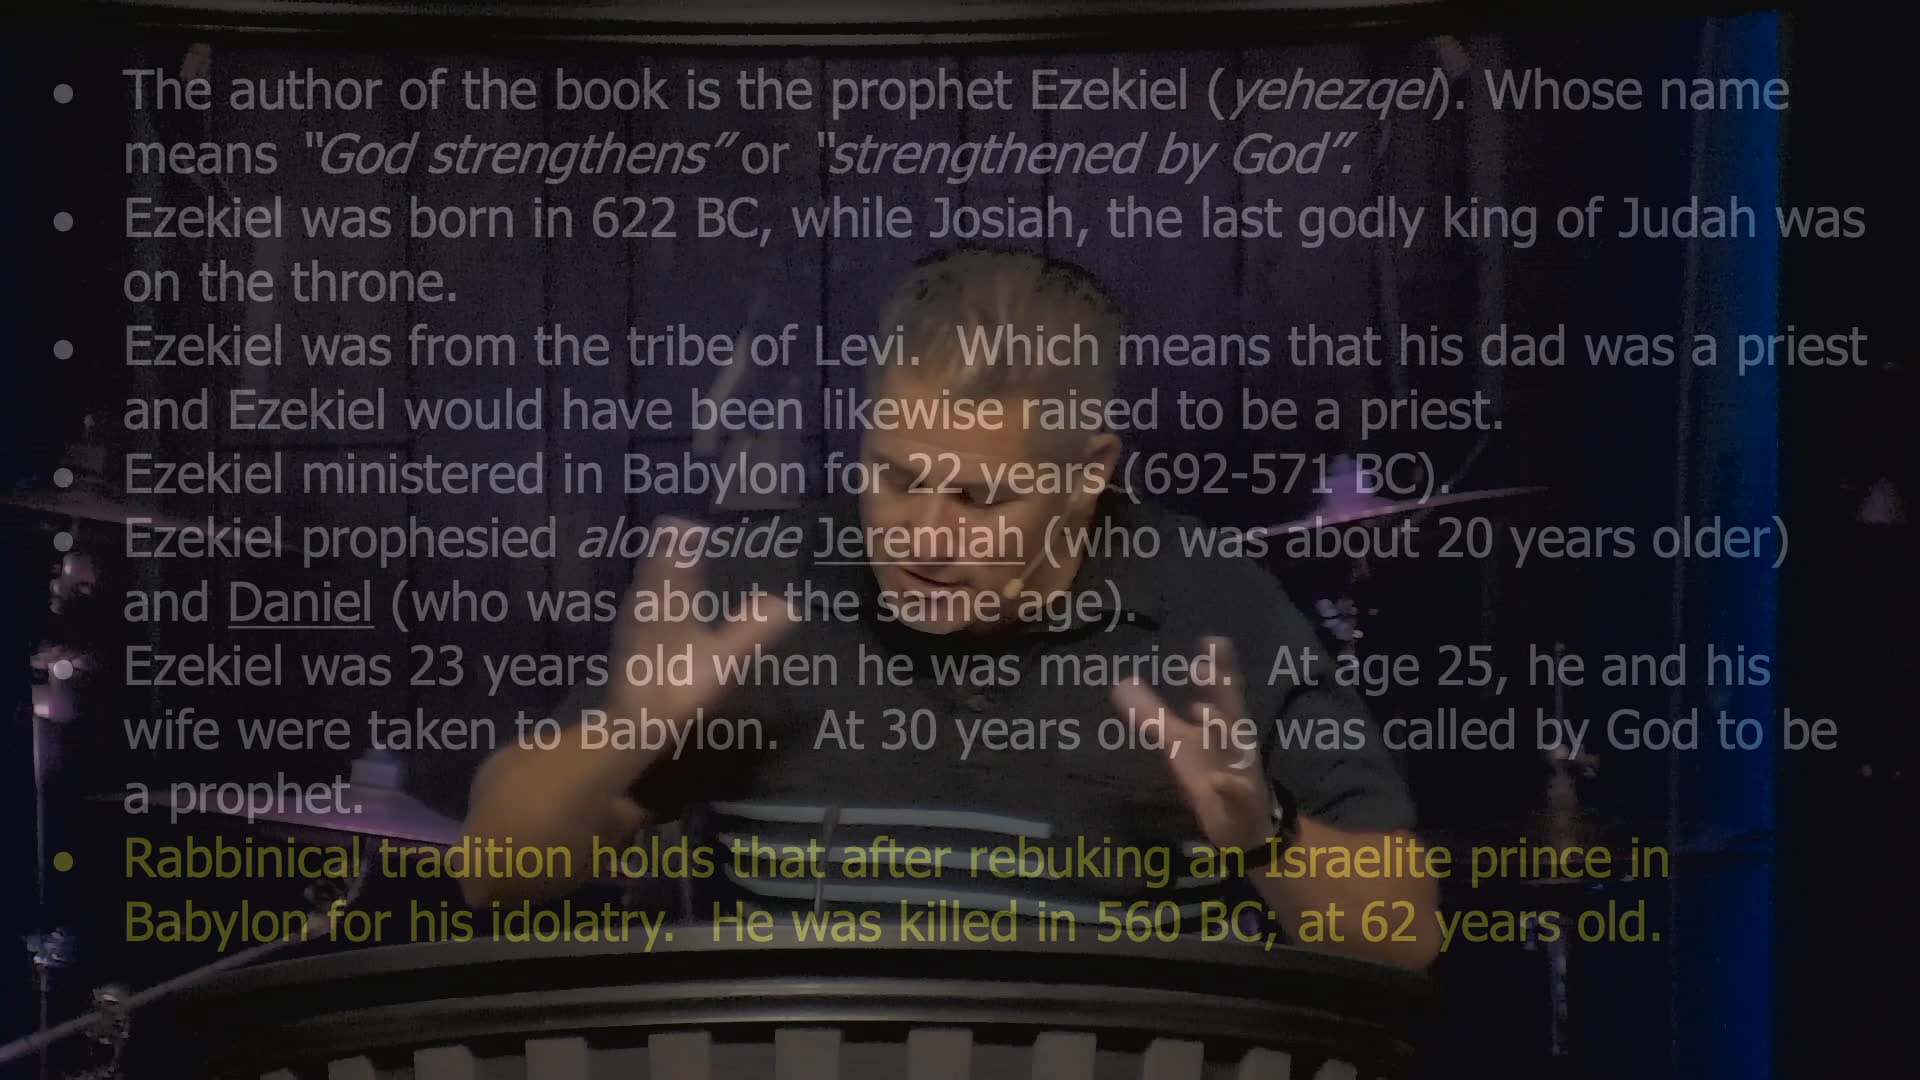 • The author of the book is the prophet Ezekiel (yehezqel). Whose name
means “God strengthens” or “strengthened by God”.
• Ezekiel was born in 622 BC, while Josiah, the last godly king of Judah was
on the throne.
• Ezekiel was from the tribe of Levi.  Which means that his dad was a priest
and Ezekiel would have been likewise raised to be a priest.
• Ezekiel ministered in Babylon for 22 years (692-571 BC).
• Ezekiel prophesied alongside Jeremiah (who was about 20 years older)
and Daniel (who was about the same age).
• Ezekiel was 23 years old when he was married.  At age 25, he and his
wife were taken to Babylon.  At 30 years old, he was called by God to be
a prophet.
• Rabbinical tradition holds that after rebuking an Israelite prince in
Babylon for his idolatry.  He was killed in 560 BC; at 62 years old.